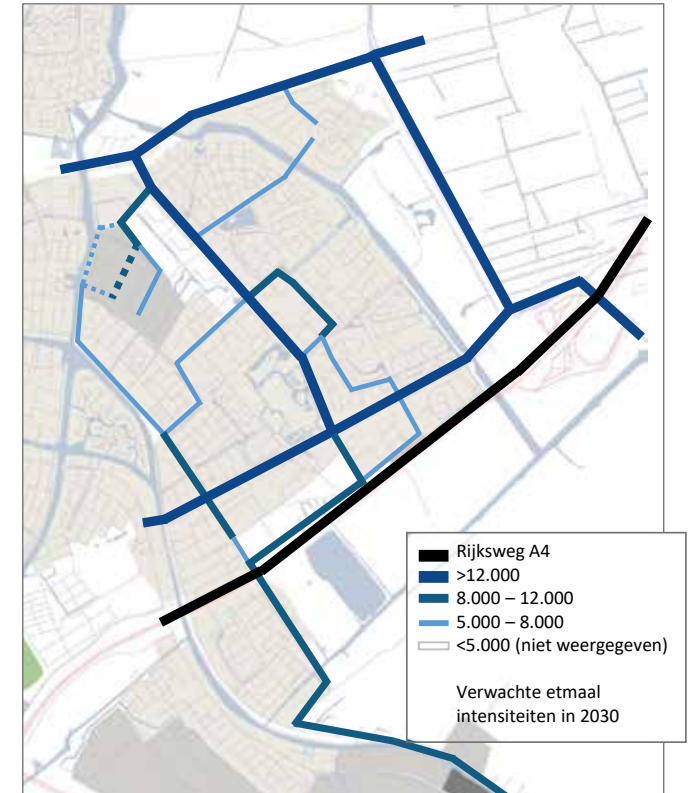 Rijksweg A4
>12.000
8.000 – 12.000
5.000 – 8.000
<5.000 (niet weergegeven)
Verwachte etmaal
intensiteiten in 2030